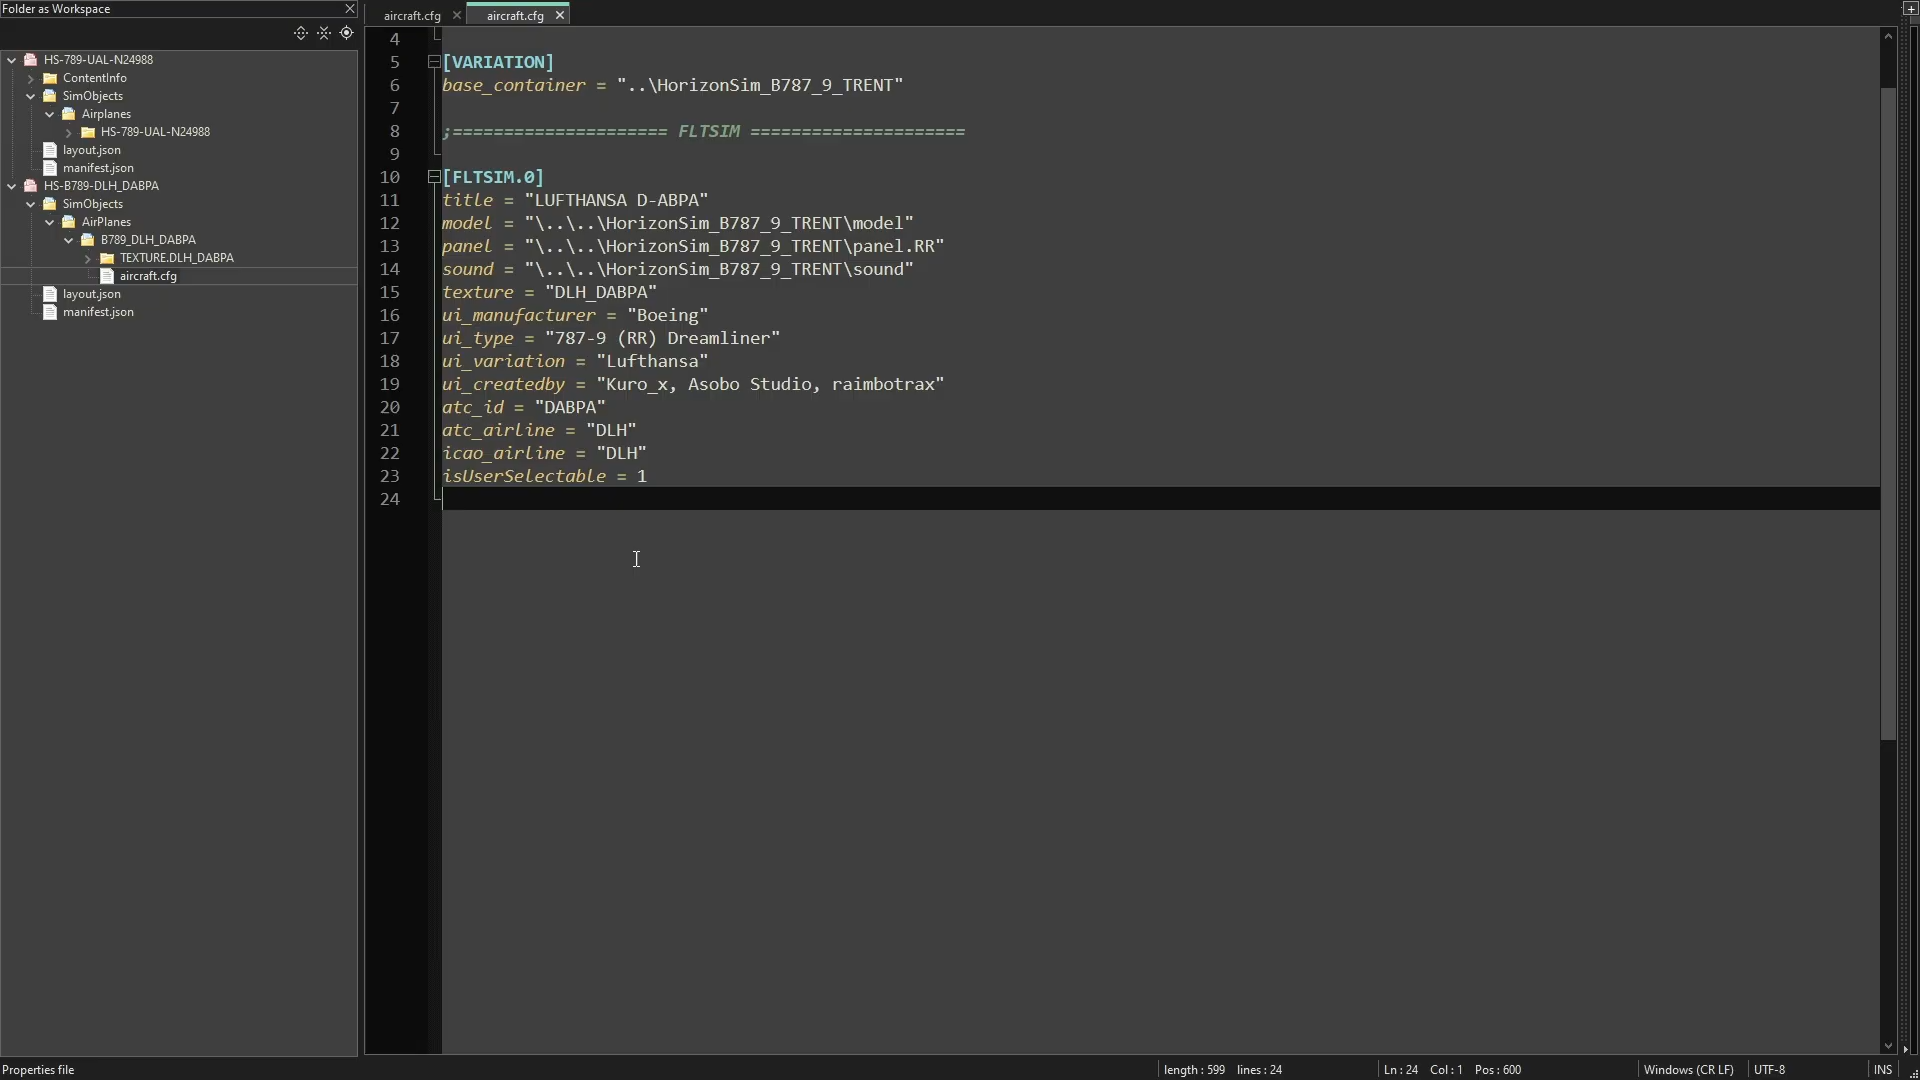 Folder as Workspace
HS-789-UAL-N24988
ContentInfo
SimObjects
Airplanes
HS-789-UAL-N24988
layout.json
manifest.json
HS-B789-DLH_DABPA
SimObjects
AirPlanes
B789_DLH_DABPA
TEXTURE.DLH_DABPA
aircraft.cfg
layout.json
manifest.json
aircraft.cfg
aircraft.cfg
4
5 [VARIATION]
6 base_container = "..\HorizonSim_B787_9_TRENT"
7
8 ;===================== FLTSIM =====================
9
10 [FLTSIM.0]
11 title = "LUFTHANSA D-ABPA"
12 model = "\..\..\HorizonSim_B787_9_TRENT\model"
13 panel = "\..\..\HorizonSim_B787_9_TRENT\panel.RR"
14 sound = "\..\..\HorizonSim_B787_9_TRENT\sound"
15 texture = "DLH_DABPA"
16 ui_manufacturer = "Boeing"
17 ui_type = "787-9 (RR) Dreamliner"
18 ui_variation = "Lufthansa"
19 ui_createdby = "Kuro_x, Asobo Studio, raimbotrax"
20 atc_id = "DABPA"
21 atc_airline = "DLH"
22 icao_airline = "DLH"
23 isUserSelectable = 1
24
Properties file
length : 599 lines : 24
Ln : 24 Col : 1 Pos : 600
Windows (CR LF)
UTF-8
INS